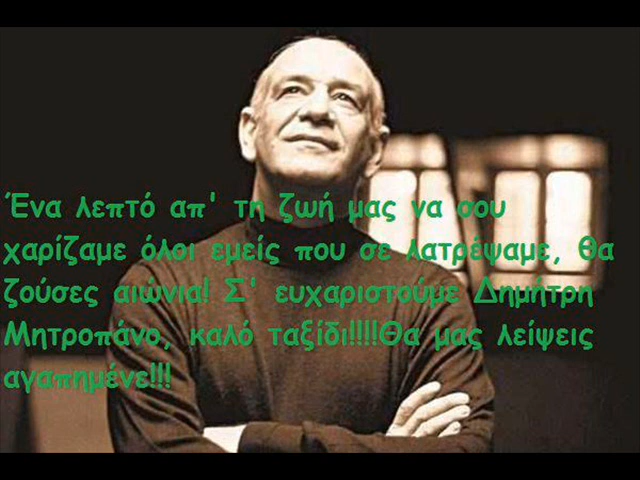 Ένα λεπτό απ' τη ζωή μας να σου
χαρίζαμε όλοι εμείς που σε λατρέψαμε, θα
ζούσες αιώνια! Σ' ευχαριστούμε Δημήτρη
Μητροπάνο, καλό ταξίδι!!!!Θα μας λείψεις
αγαπημένε!!!